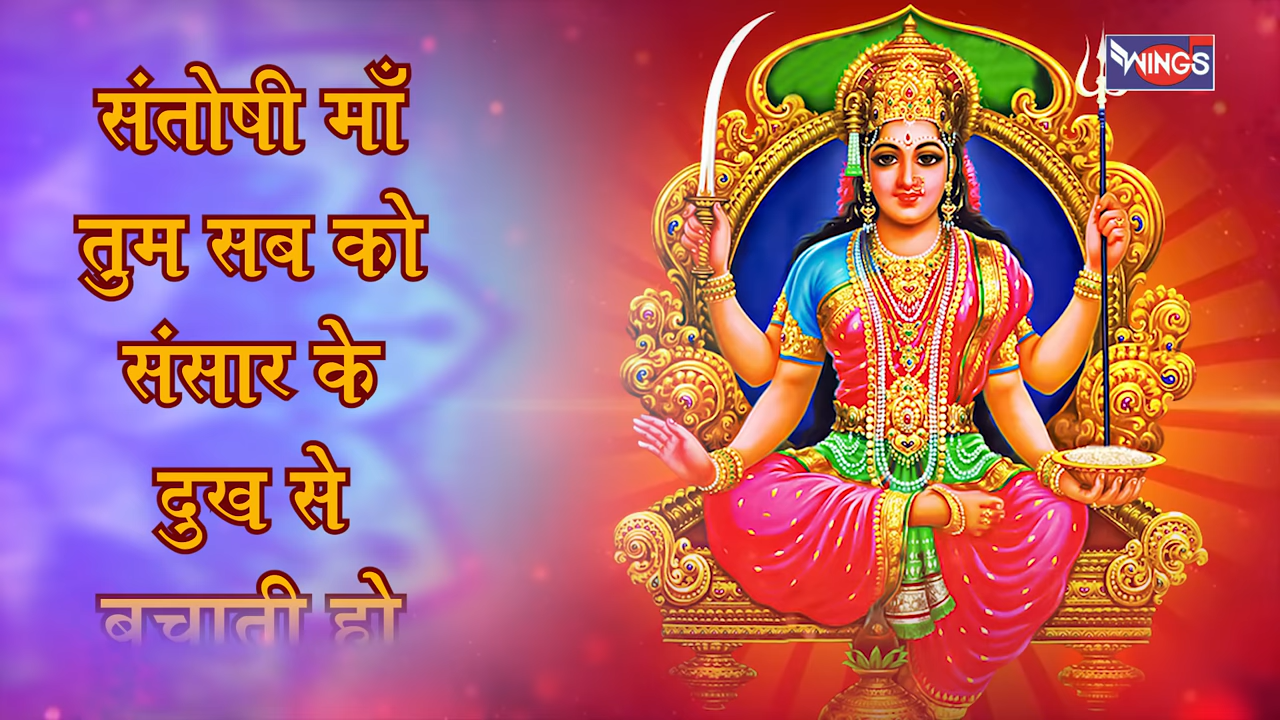 संतोषी माँ
तुम सब को
संसार के
दुख से
बचाती हो
WINGS